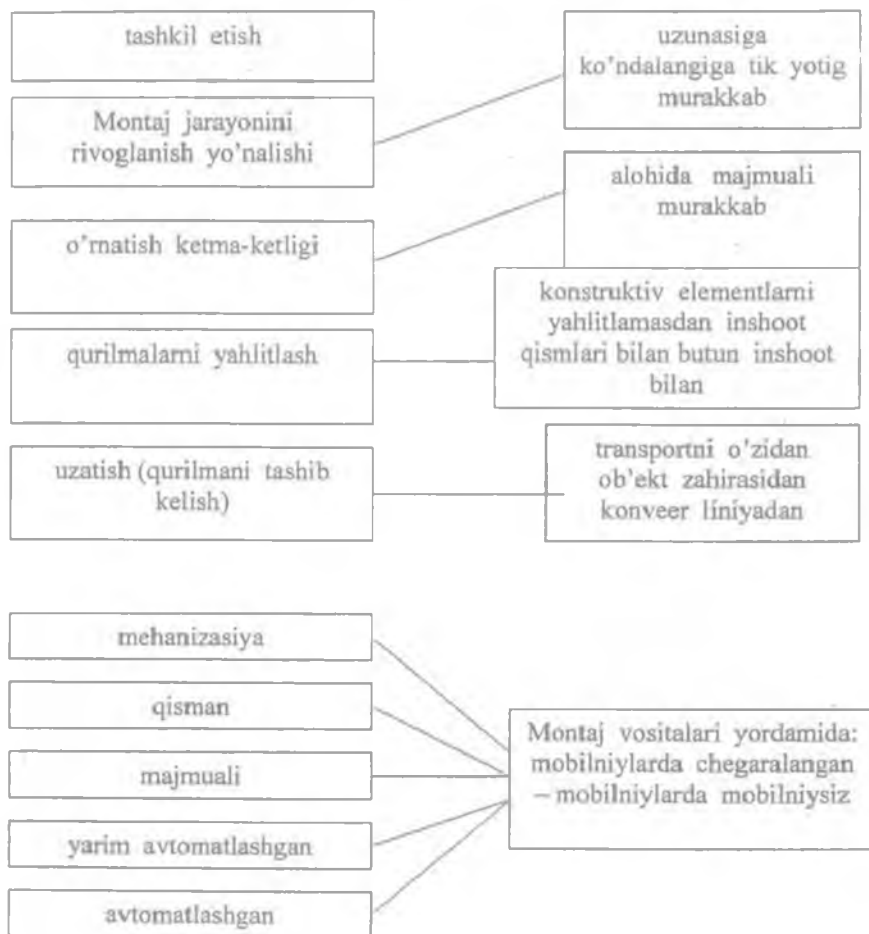 tashkil etish
uzunasiga
ko'ndalangiga tik yotig
murakkab
Montaj jarayonini
rivoglanish yo'nalishi
alohida majmuali
murakkab
o'rnatish ketma-ketligi
konstruktiv elementlarni
yahlitlamasdan inshoot
qismlari bilan butun inshoot
bilan
qurilmalarni yahlitlash
transportni o'zidan
ob'ekt zahirasidan
konveer liniyadan
uzatish (qurilmani tashib
kelish)
mehanizasiya
qisman
majmuali
yarim avtomatlashgan
avtomatlashgan
Montaj vositalari yordamida:
mobilniylarda chegaralangan
– mobilniylarda mobilniysiz